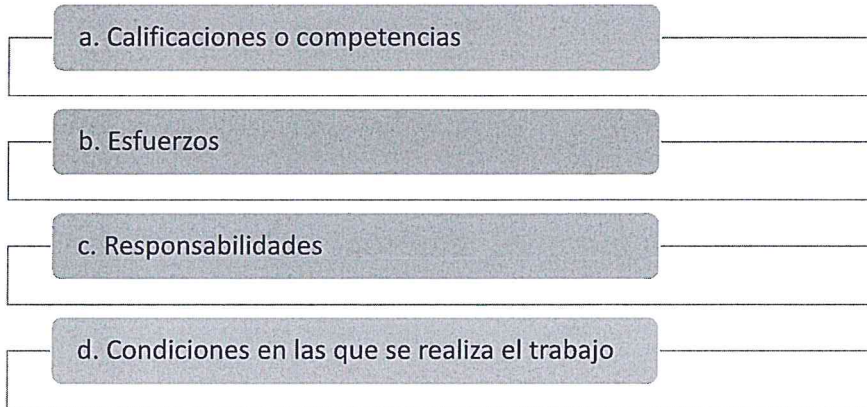 a. Calificaciones o competencias
b. Esfuerzos
c. Responsabilidades
d. Condiciones en las que se realiza el trabajo